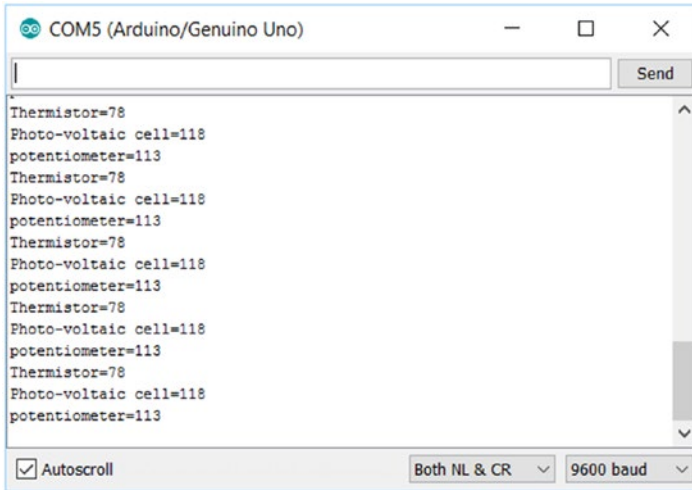 COM5 (Arduino/Genuino Uno)
Send
Thermistor=78
Photo-voltaic cell=118
potentiometer=113
Thermistor=78
Photo-voltaic cell=118
potentiometer=113
Thermistor=78
Photo-voltaic cell=118
potentiometer=113
Thermistor=78
Photo-voltaic cell=118
potentiometer=113
Thermistor=78
Photo-voltaic cell=118
potentiometer=113
Autoscroll
Both NL & CR
9600 baud